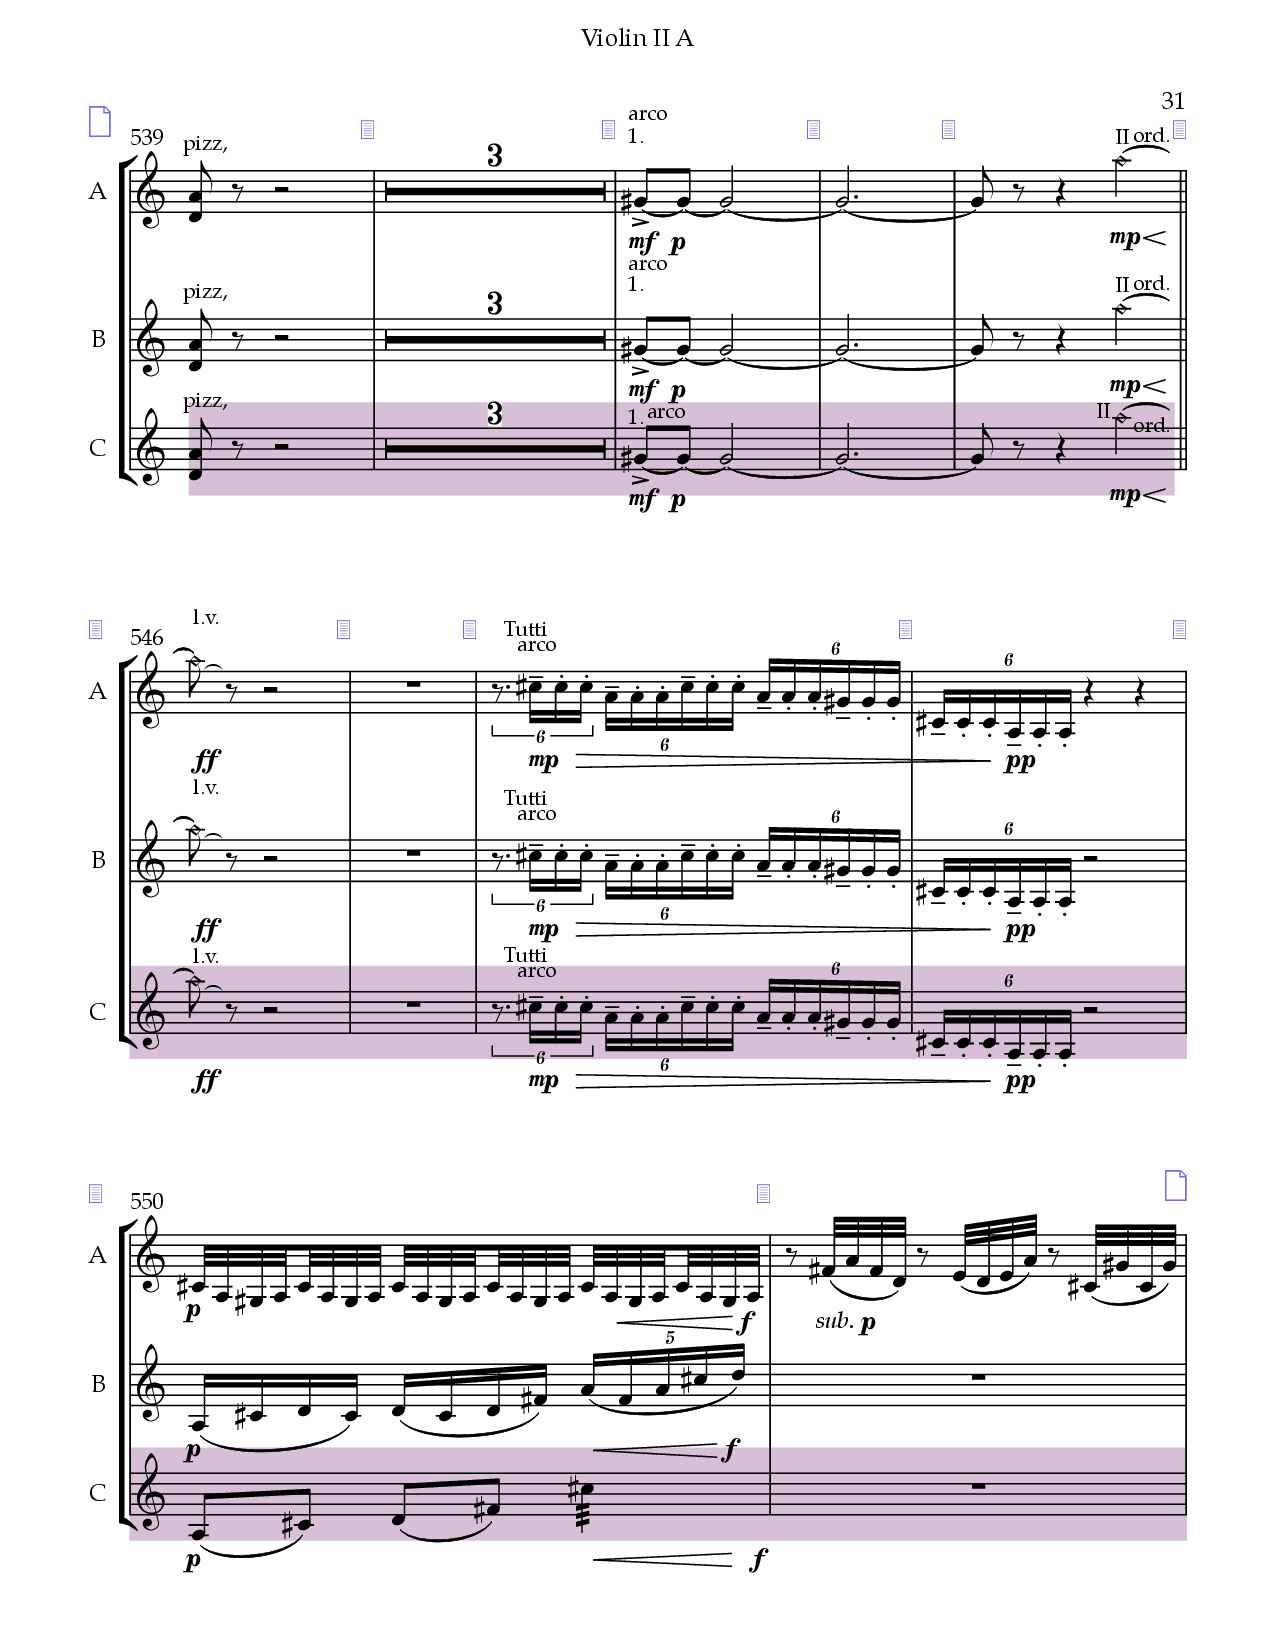 Violin II A
31
539
pizz,
3
arco
1.
II ord.
A
mf p
mp
arco
1.
pizz,
3
II ord.
B
mf p
mp
pizz,
3
1. arco
II
ord.
C
mf p
mp
l.v.
546
Tutti
arco
6
6
A
6
6
ff
mp
pp
l.v.
Tutti
arco
6
6
B
6
6
ff
mp
pp
l.v.
Tutti
arco
6
6
C
6
6
ff
mp
pp
550
A
p
f
sub. p
5
B
p
f
C
p
f